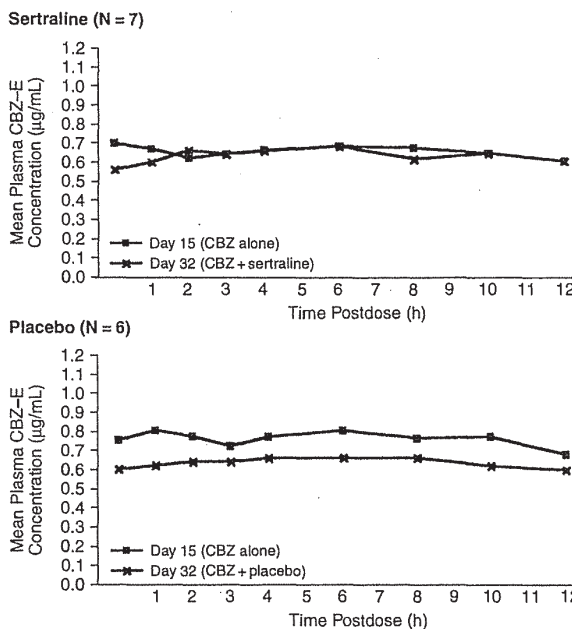 Sertraline (N = 7)
Mean Plasma CBZ–E
Concentration (µg/mL)
1.2
1.1
1.0
0.9
0.8
0.7
0.6
0.5
0.4
0.3
0.2
0.1
0.0
Day 15 (CBZ alone)
Day 32 (CBZ + sertraline)
1 2 3 4 5 6 7 8 9 10 11 12
Time Postdose (h)
Placebo (N = 6)
Mean Plasma CBZ–E
Concentration (µg/mL)
1.2
1.1
1.0
0.9
0.8
0.7
0.6
0.5
0.4
0.3
0.2
0.1
0.0
Day 15 (CBZ alone)
Day 32 (CBZ + placebo)
1 2 3 4 5 6 7 8 9 10 11 12
Time Postdose (h)